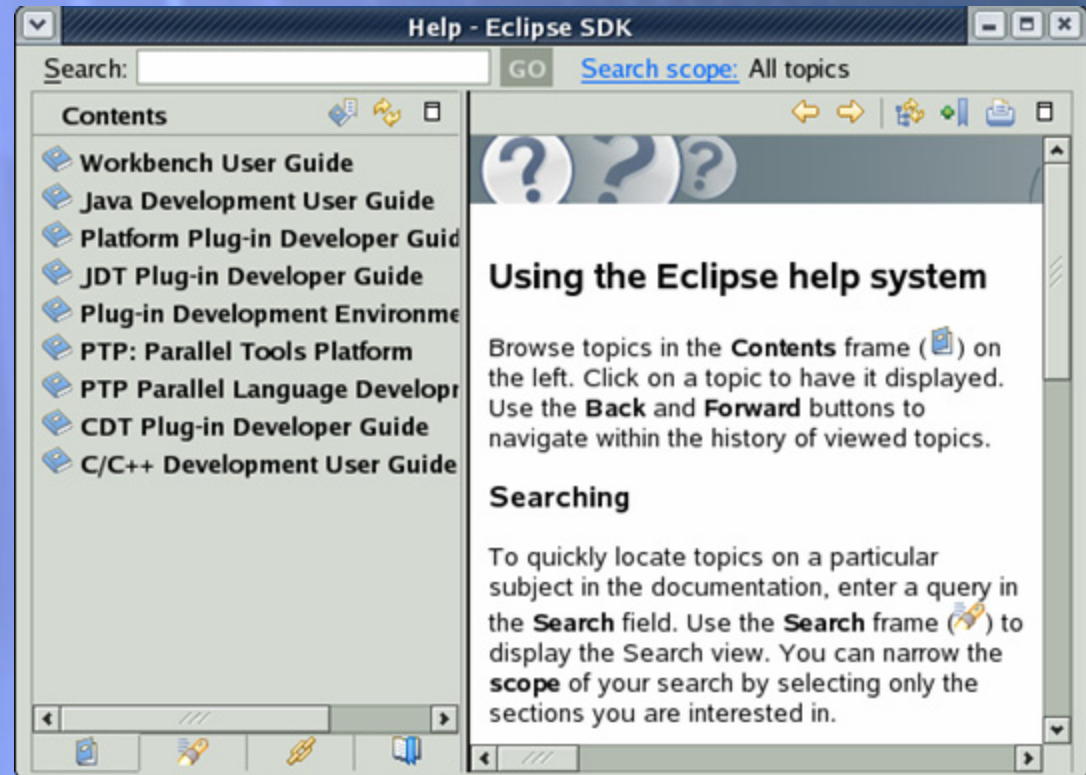 Help - Eclipse SDK
Search: GO Search scope: All topics
Contents
Workbench User Guide
Java Development User Guide
Platform Plug-in Developer Guid
JDT Plug-in Developer Guide
Plug-in Development Environme
PTP: Parallel Tools Platform
PTP Parallel Language Developr
CDT Plug-in Developer Guide
C/C++ Development User Guide
???
Using the Eclipse help system
Browse topics in the Contents frame ( ) on
the left. Click on a topic to have it displayed.
Use the Back and Forward buttons to
navigate within the history of viewed topics.
Searching
To quickly locate topics on a particular
subject in the documentation, enter a query in
the Search field. Use the Search frame ( ) to
display the Search view. You can narrow the
scope of your search by selecting only the
sections you are interested in.